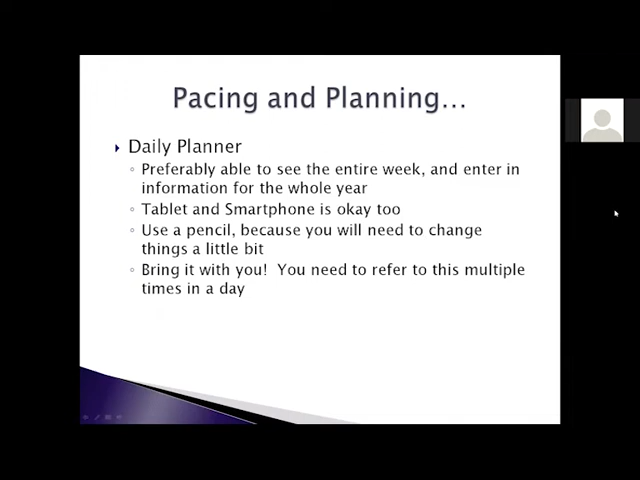 Pacing and Planning...
Daily Planner
Preferably able to see the entire week, and enter in
information for the whole year
Tablet and Smartphone is okay too
Use a pencil, because you will need to change
things a little bit
Bring it with you! You need to refer to this multiple
times in a day